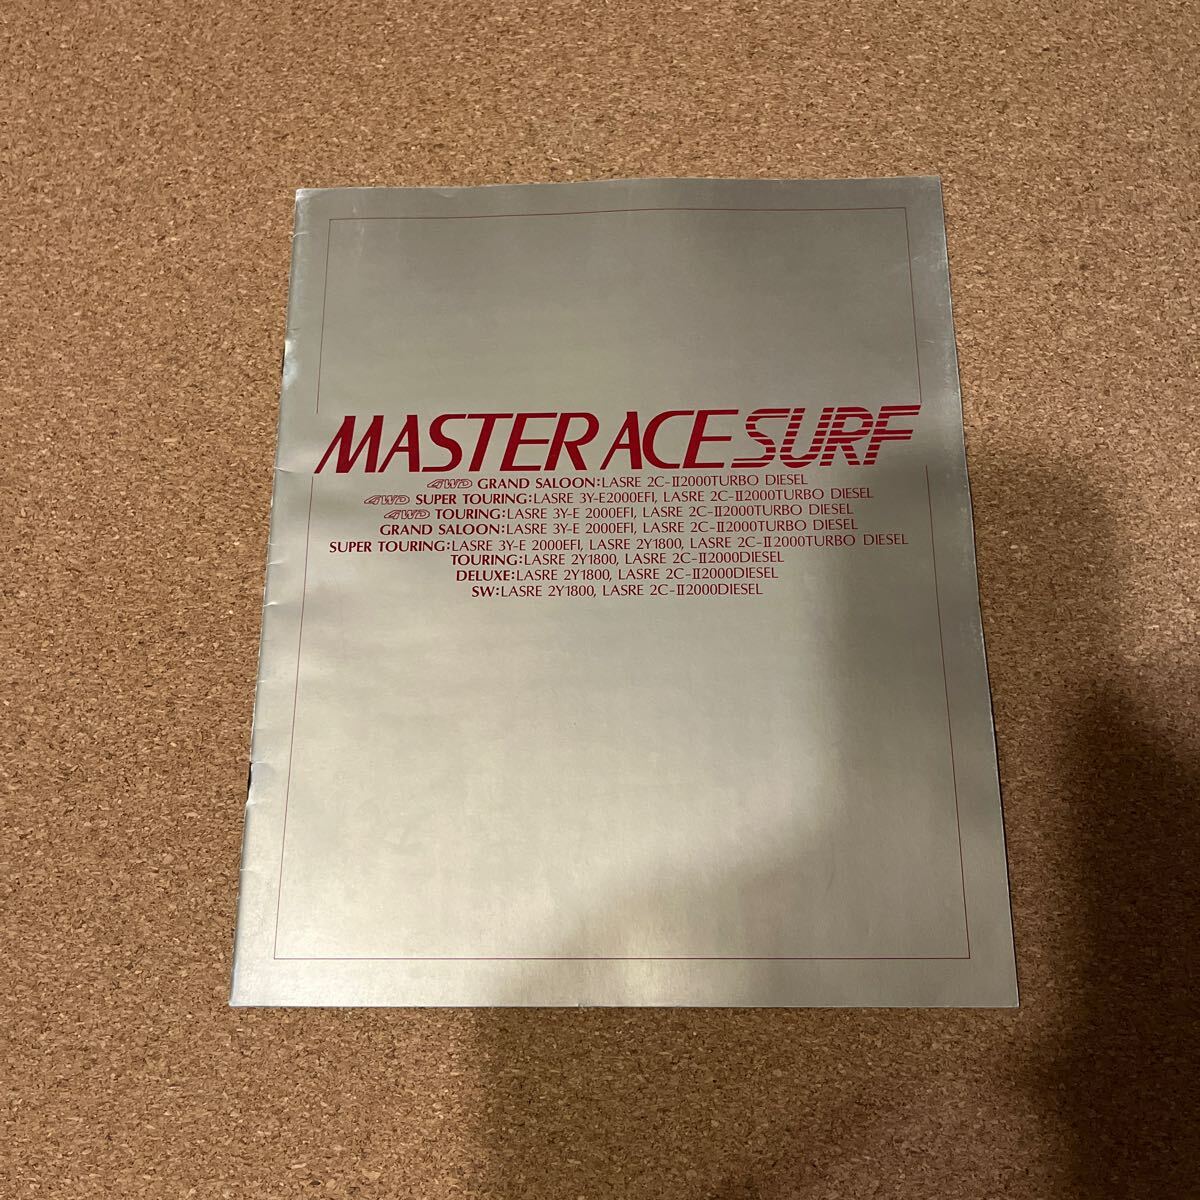 MASTER ACE SURF
4WD GRAND SALOON:LASRE 2C-II2000TURBO DIESEL
4WD SUPER TOURING:LASRE 3Y-E2000EFI, LASRE 2C-II2000TURBO DIESEL
4WD TOURING:LASRE 3Y-E 2000EFI, LASRE 2C-II2000TURBO DIESEL
GRAND SALOON:LASRE 3Y-E 2000EFI, LASRE 2C-II2000TURBO DIESEL
SUPER TOURING:LASRE 3Y-E 2000EFI, LASRE 2Y1800, LASRE 2C-II2000TURBO DIESEL
TOURING:LASRE 2Y1800, LASRE 2C-II2000DIESEL
DELUXE:LASRE 2Y1800, LASRE 2C-II2000DIESEL
SW:LASRE 2Y1800, LASRE 2C-II2000DIESEL